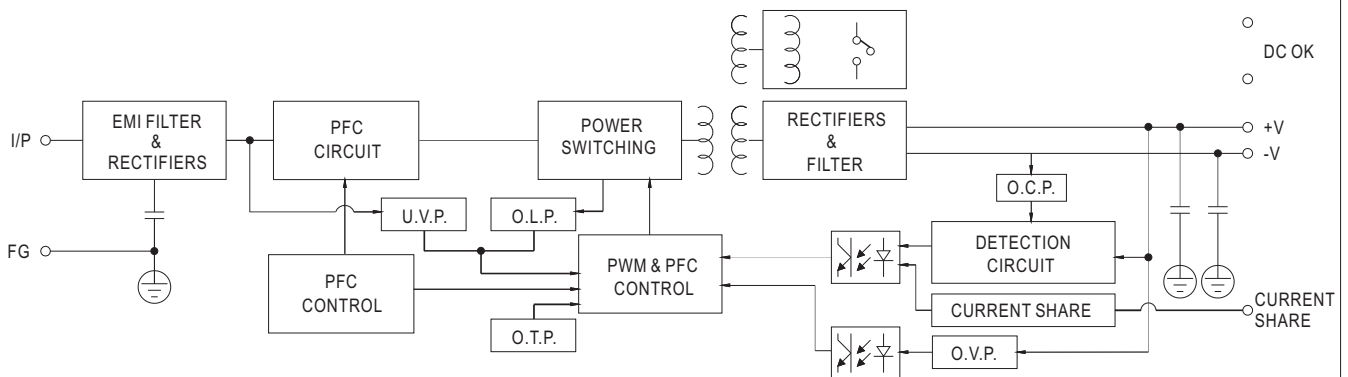 DC OK
I/P
EMI FILTER
&
RECTIFIERS
PFC
CIRCUIT
POWER
SWITCHING
RECTIFIERS
&
FILTER
+V
-V
O.C.P.
U.V.P.
O.L.P.
FG
DETECTION
CIRCUIT
PFC
CONTROL
PWM & PFC
CONTROL
CURRENT SHARE
CURRENT
SHARE
O.T.P.
O.V.P.